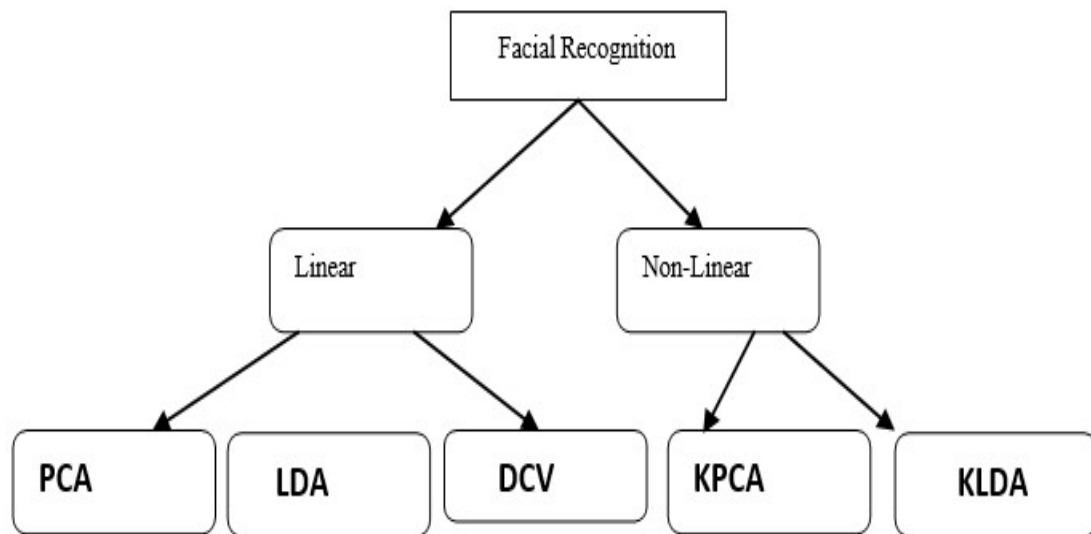 Facial Recognition
Linear
Non-Linear
PCA
LDA
DCV
KPCA
KLDA